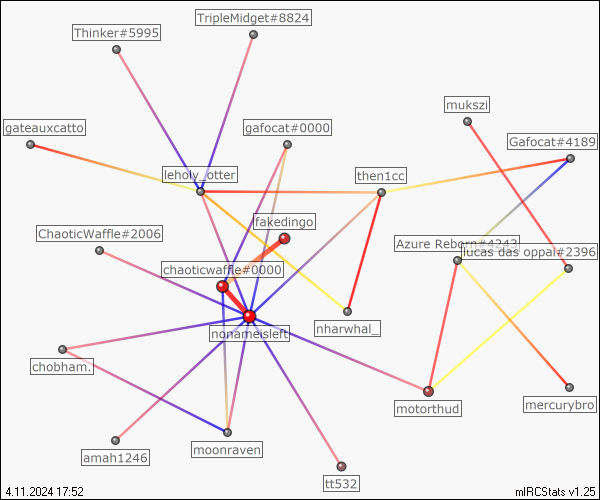 TripleMidget#8824
Thinker#5995
mukszi
gateauxcatto
gafocat#0000
Gafocat#4189
leholy_otter
then1cc
fakedingo
ChaoticWaffle#2006
Azure Reborn#4243
lucas das oppai#2396
chaoticwaffle#0000
nonameisleft
nharwhal_
chobham.
motorthud
mercurybro
moonraven
amah1246
tt532
4.11.2024 17:52
mIRCStats v1.25